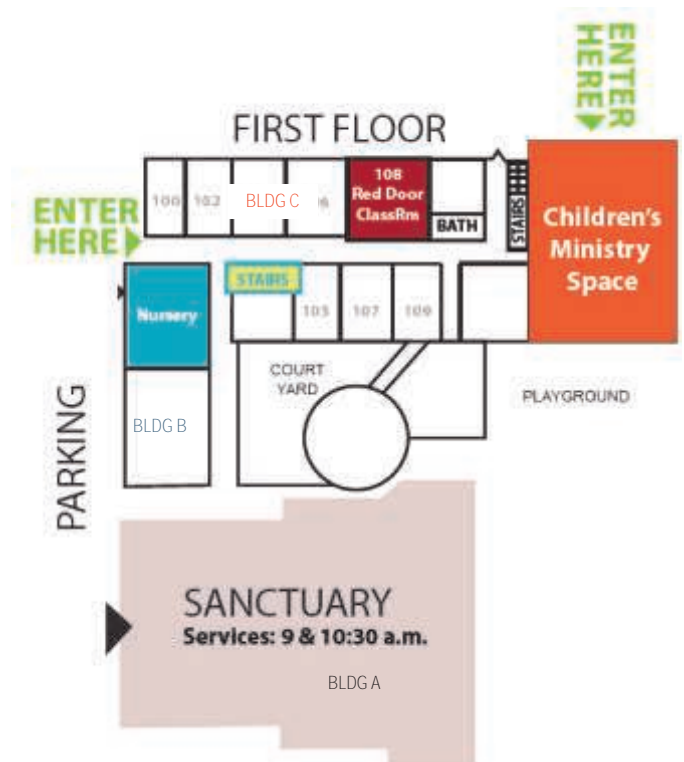 ENTER
HERE
FIRST FLOOR
100
102
BLDG C
6
108
Red Door
ClassRm
BATH
STAIRS
Children's
Ministry
Space
ENTER
HERE
Nursery
STAIRS
105
107
109
COURT
YARD
PLAYGROUND
BLDG B
PARKING
SANCTUARY
Services: 9 & 10:30 a.m.
BLDG A